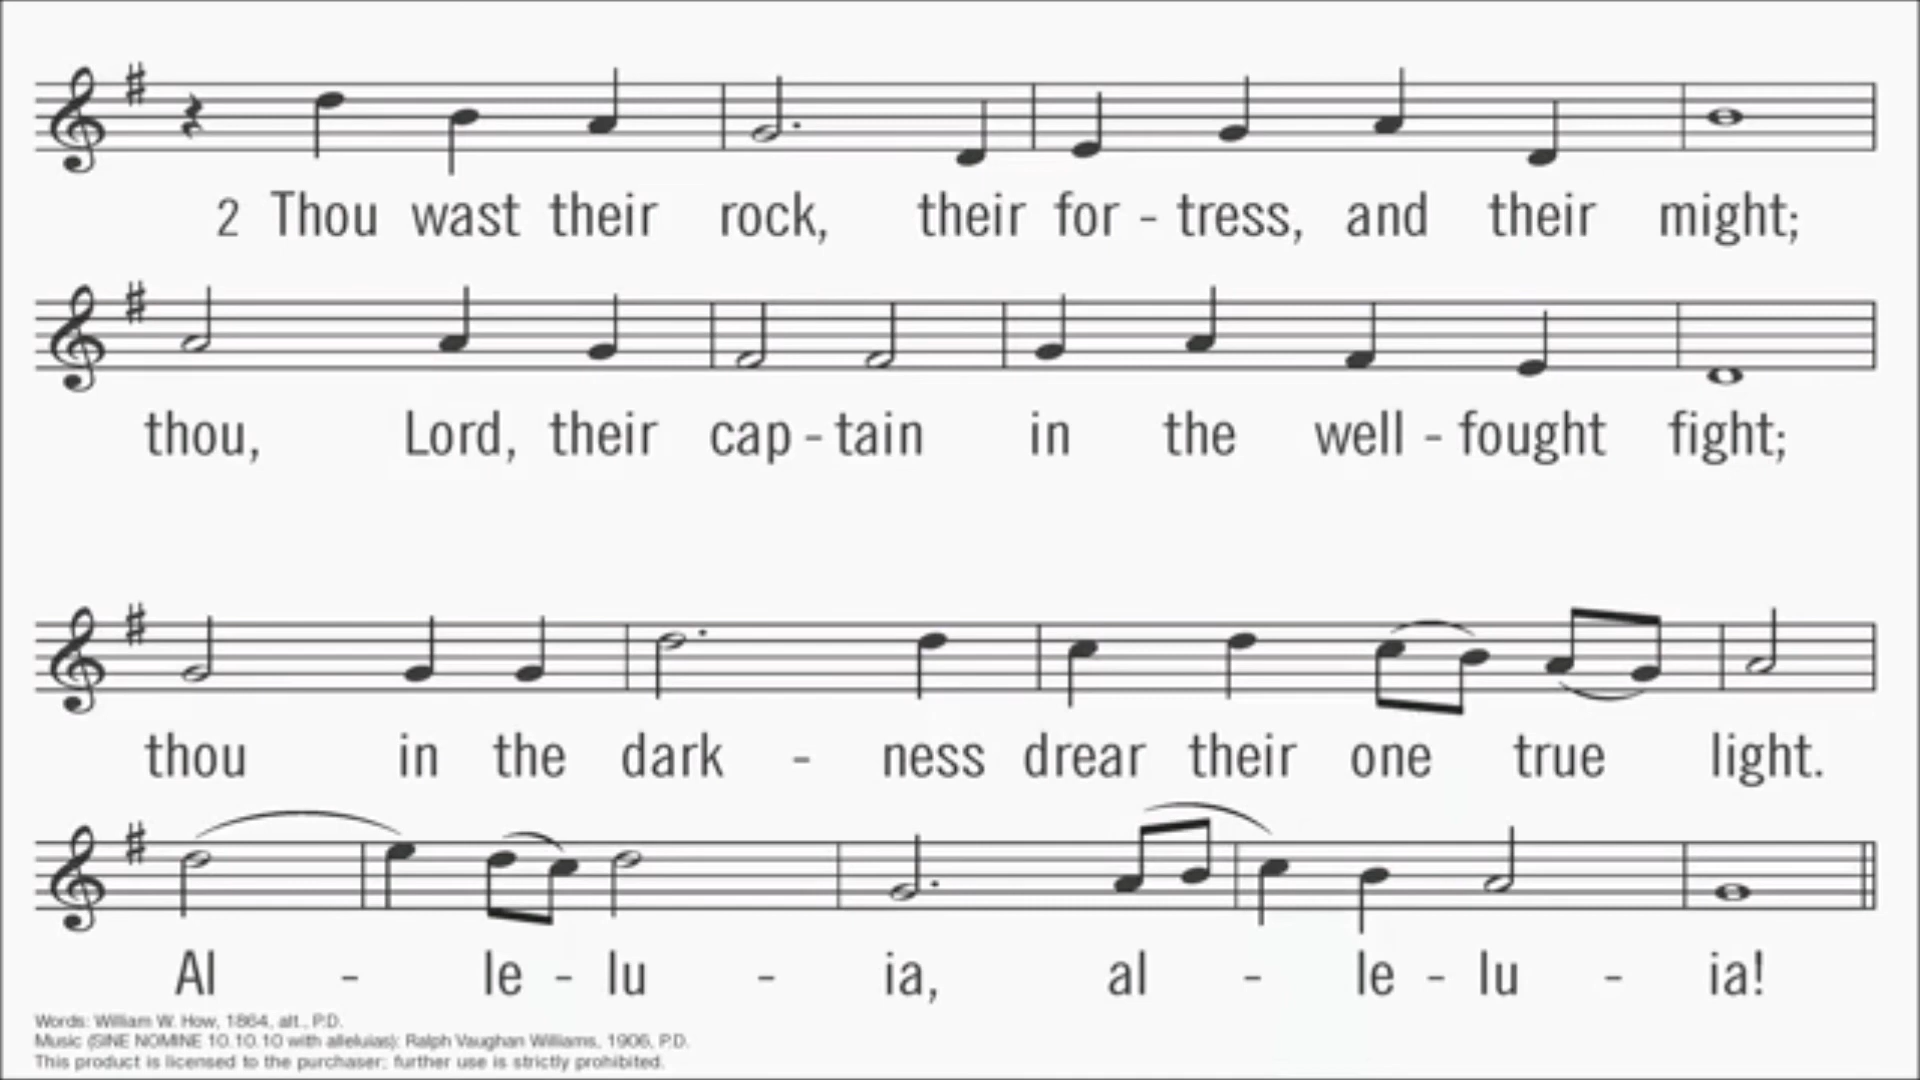 2 Thou wast their rock, their for - tress, and their might;
thou, Lord, their cap - tain in the well - fought fight;
thou in the dark - ness drear their one true light.
Al - le - lu - ia, al - le - lu - ia!
Words: William W. How, 1864, alt., P.D.
Music (SINE NOMINE 10.10.10 with alleluias): Ralph Vaughan Williams, 1906, P.D.
This product is licensed to the purchaser; further use is strictly prohibited.